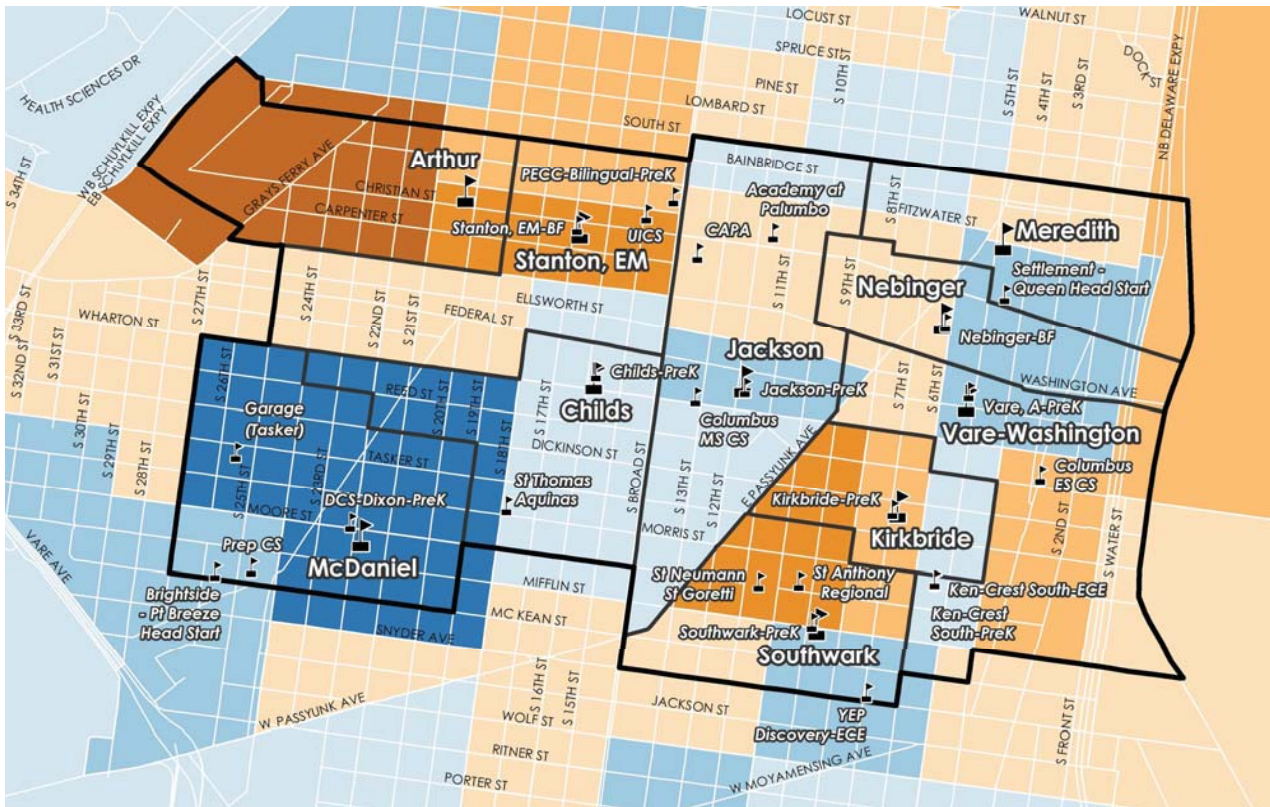 LOCUST ST
WALNUT ST
DOCK ST
HEALTH SCIENCES DR
SPRUCE ST
S 10TH ST
S 5TH ST
S 4TH ST
S 3RD ST
NB DELAWARE EXPY
PINE ST
LOMBARD ST
SOUTH ST
WB SCHUYLKILL EXPY
EB SCHUYLKILL EXPY
S 34TH ST
GRAYS FERRY AVE
Arthur
CHRISTIAN ST
CARPENTER ST
PECC-Bilingual-PreK
Stanton, EM-BF
UICS
Stanton, EM
BAINBRIDGE ST
Academy at
Palumbo
CAPA
S 8TH ST
FITZWATER ST
Meredith
Settlement -
Queen Head Start
Nebinger
Nebinger-BF
S 11TH ST
S 9TH ST
S 33RD ST
S 32ND ST
S 31ST ST
WHARTON ST
S 27TH ST
S 24TH ST
S 22ND ST
S 21ST ST
FEDERAL ST
ELLSWORTH ST
Jackson
Jackson-PreK
Columbus
MS CS
Childs-PreK
Childs
S 17TH ST
DICKINSON ST
S BROAD ST
S 13TH ST
S 12TH ST
E PASSYUNK AVE
S 7TH ST
S 6TH ST
WASHINGTON AVE
Vare, A-PreK
Vare-Washington
Columbus
ES CS
S 26TH ST
REED ST
S 20TH ST
S 19TH ST
S 18TH ST
Garage
(Tasker)
TASKER ST
S 30TH ST
S 29TH ST
S 28TH ST
S 25TH ST
S 23RD ST
DCS-Dixon-PreK
MOORE ST
McDaniel
Prep CS
Brightside
- Pt Breeze
Head Start
VARE AVE
St Thomas
Aquinas
MORRIS ST
Kirkbride-PreK
Kirkbride
S 2ND ST
S WATER ST
St Neumann
St Goretti
St Anthony
Regional
Ken-Crest South-ECE
Ken-Crest
South-PreK
Southwark-PreK
Southwark
MIFFLIN ST
MC KEAN ST
SNYDER AVE
W PASSYUNK AVE
S 16TH ST
S 15TH ST
JACKSON ST
WOLF ST
RITNER ST
PORTER ST
YEP
Discovery-ECE
W MOYAMENSING AVE
S FRONT ST